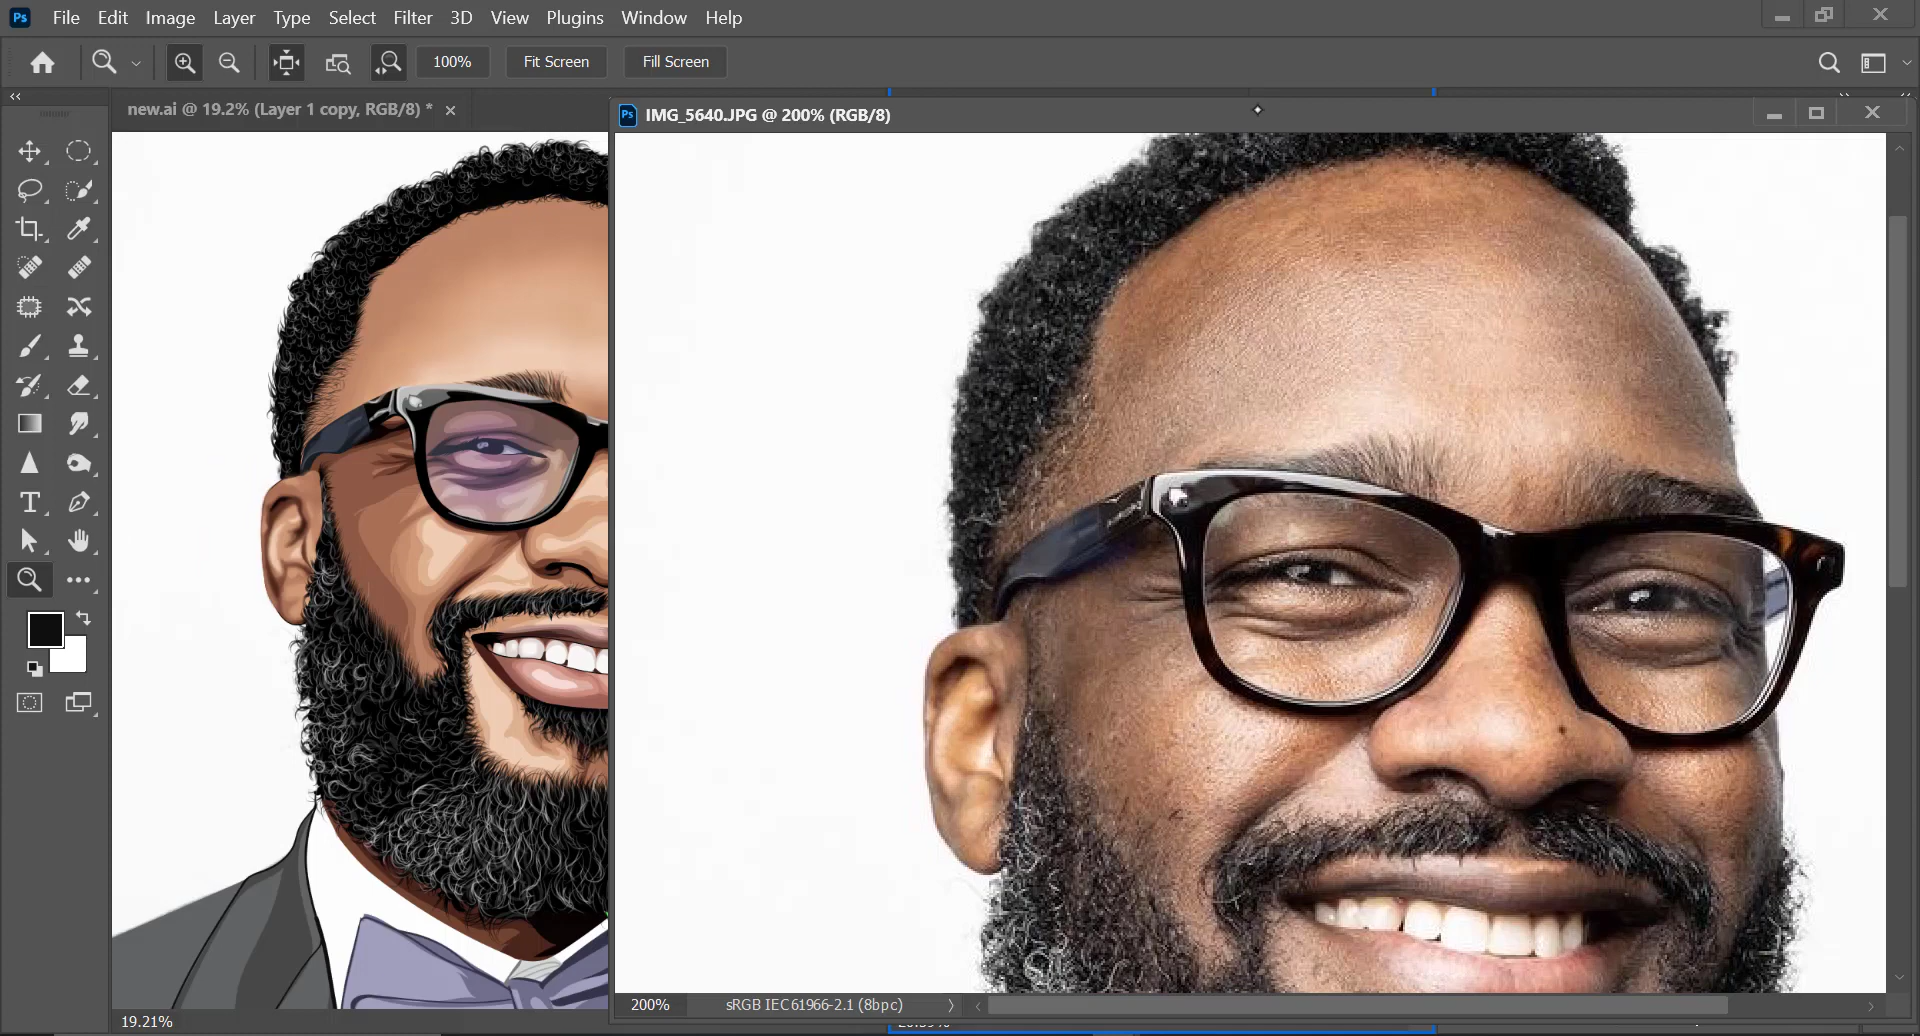 Ps File Edit Image Layer Type Select Filter 3D View Plugins Window Help
100% Fit Screen Fill Screen
new.ai @ 19.2% (Layer 1 copy, RGB/8) *
Ps IMG_5640.JPG @ 200% (RGB/8)
T
200% sRGB IEC61966-2.1 (8bpc)
19.21%